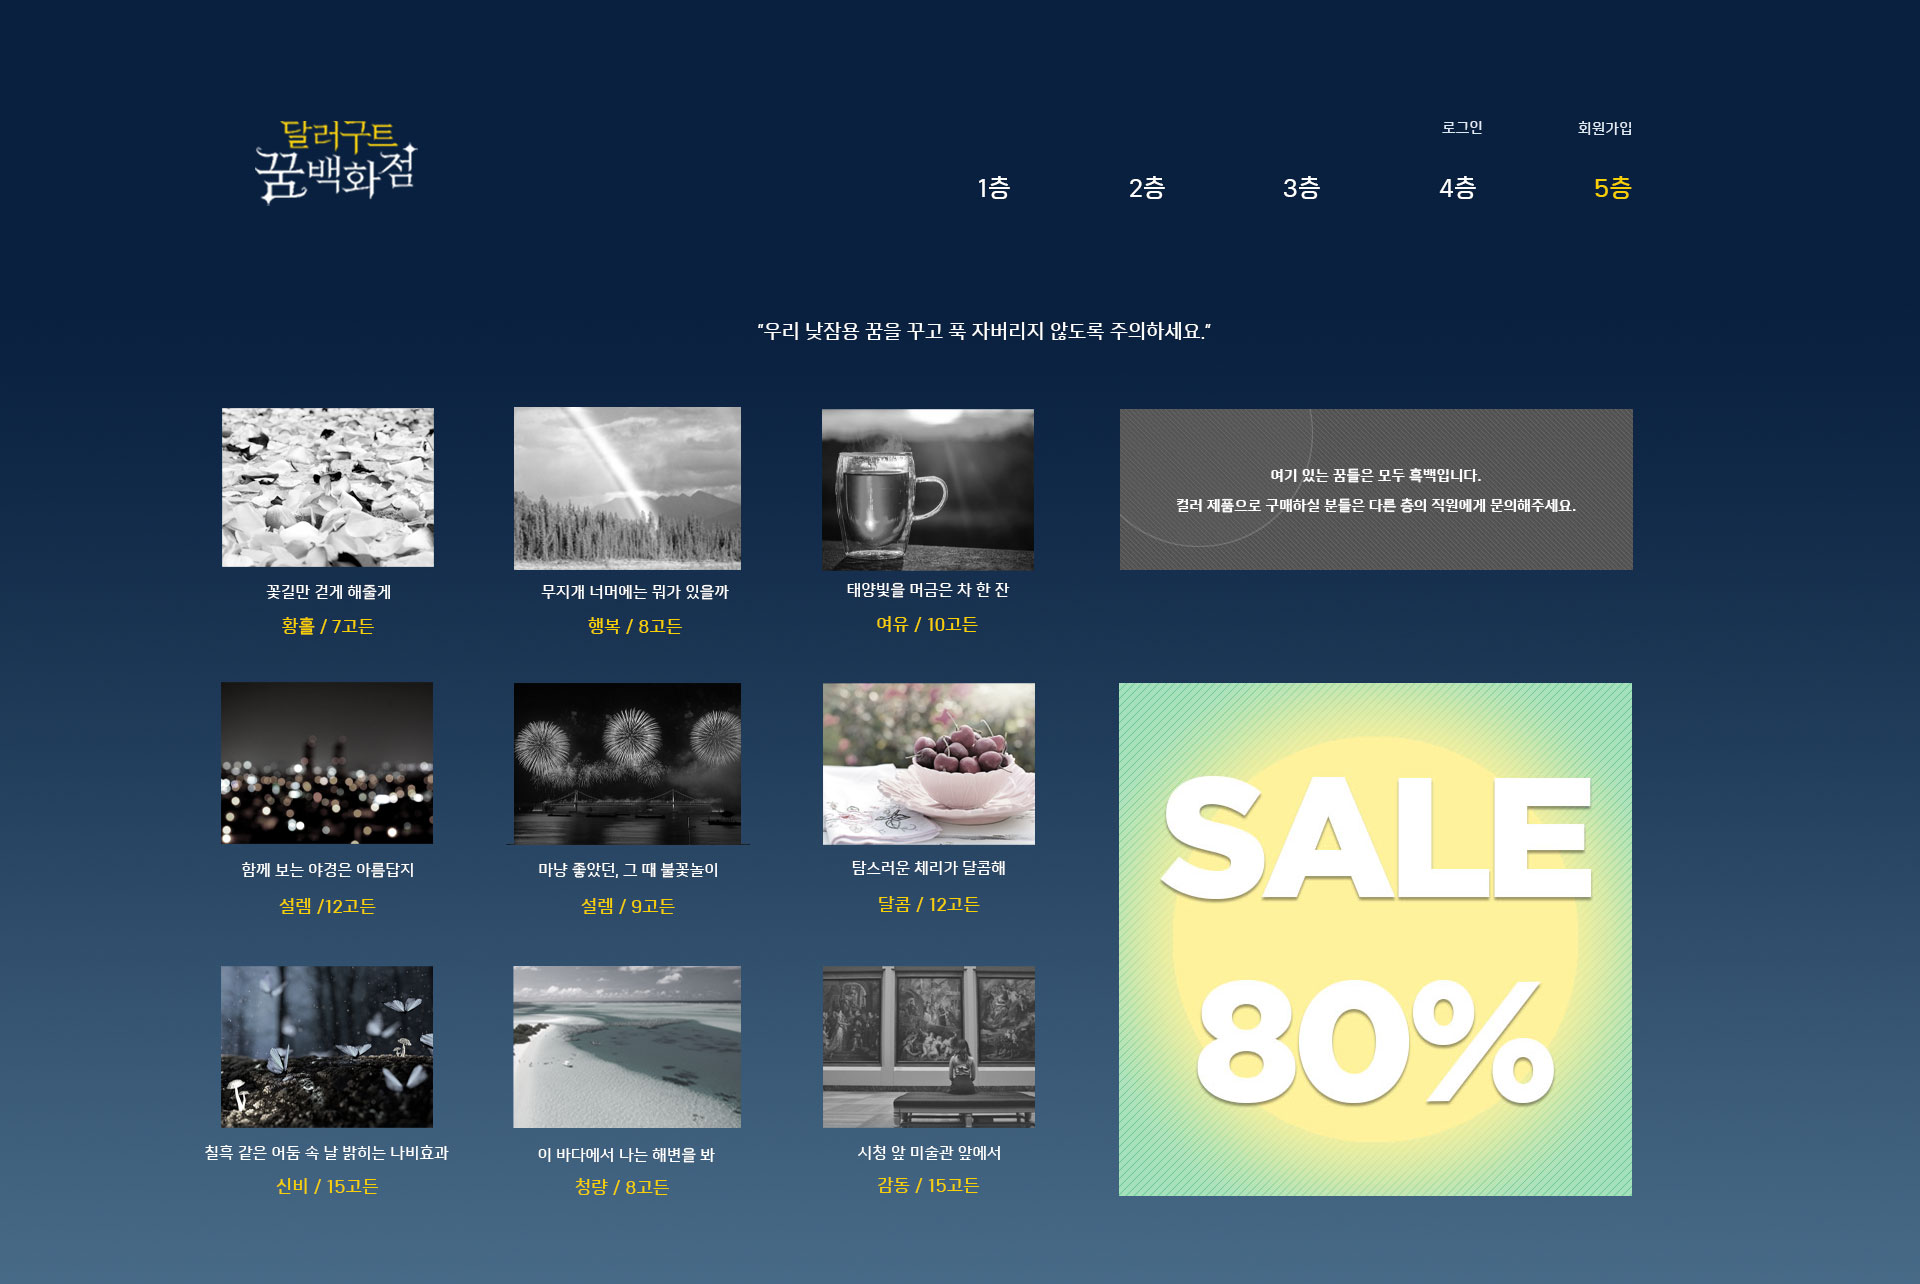 달러구트
꿈백화점
로그인
회원가입
1층
2층
3층
4층
5층
"우리 낮잠용 꿈을 꾸고 푹 자버리지 않도록 주의하세요."
꽃길만 걷게 해줄게
황홀 / 7고든
무지개 너머에는 뭐가 있을까
행복 / 8고든
태양빛을 머금은 차 한 잔
여유 / 10고든
여기 있는 꿈들은 모두 흑백입니다.
컬러 제품으로 구매하실 분들은 다른 층의 직원에게 문의해주세요.
함께 보는 야경은 아름답지
설렘 /12고든
마냥 좋았던, 그 때 불꽃놀이
설렘 / 9고든
탐스러운 체리가 달콤해
달콤 / 12고든
SALE
80%
칠흑 같은 어둠 속 날 밝히는 나비효과
신비 / 15고든
이 바다에서 나는 해변을 봐
청량 / 8고든
시청 앞 미술관 앞에서
감동 / 15고든